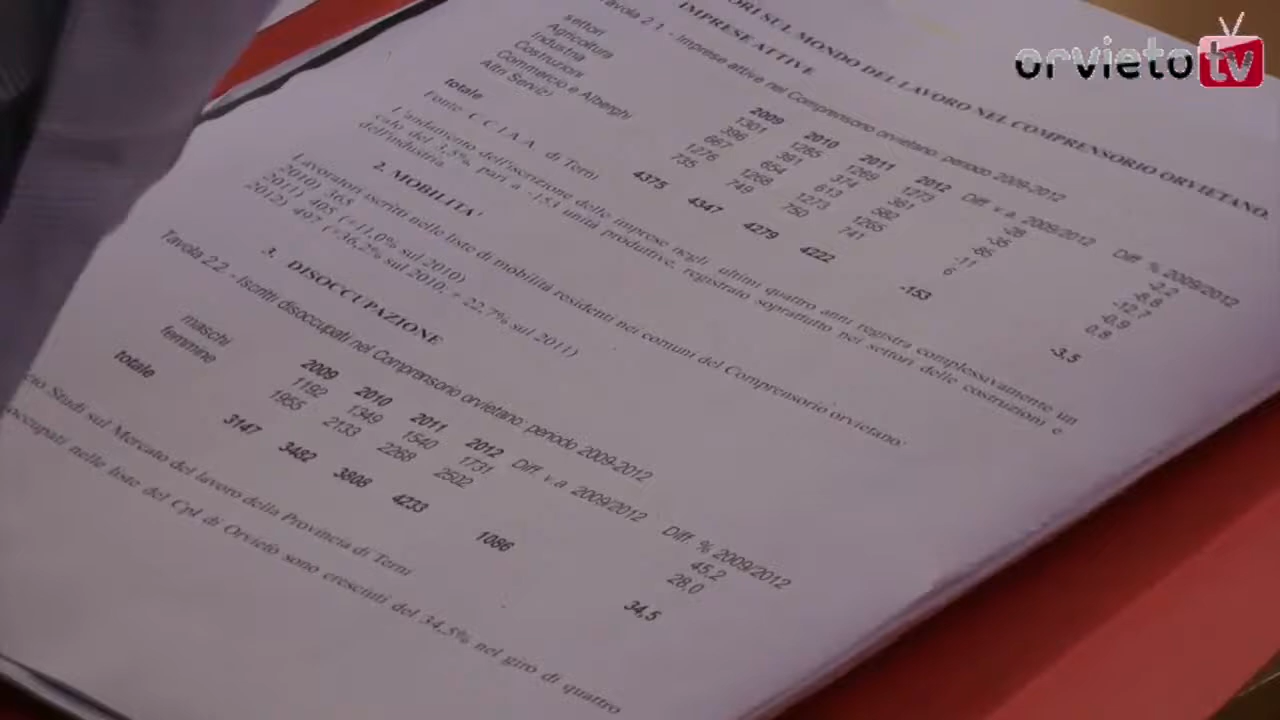 orvieto tv
ORI SUL MONDO DEL LAVORO NEL COMPRENSORIO ORVIETANO.
IMPRESE ATTIVE
Tavola 2.1 - Imprese attive nel Comprensorio orvietano: periodo 2009-2012
settori 2009 2010 2011 2012 Diff. v.a. 2009/2012 Diff. % 2009/2012
Agricoltura 1301 1285 1269 1273 -28
Industria 396 381 374 361
Costruzioni 667 654 613 582
Commercio e Alberghi 1276 1268 1273 1265 -11
Altri Servizi 735 749 750 741 6 0,8
totale 4375 4347 4279 4222 -153 -3,5
Fonte: C.C.I.A.A. di Terni
L'andamento dell'iscrizione delle imprese negli ultimi quattro anni registra complessivamente un
calo del 3,5%, pari a -153 unità produttive, registrato soprattutto nei settori delle costruzioni e
dell'industria
2. MOBILITA'
Lavoratori iscritti nelle liste di mobilità residenti nei comuni del Comprensorio orvietano:
2010) 365
2011) 405 (+11,0% sul 2010)
2012) 497 (+36,2% sul 2010; + 22,7% sul 2011)
3. DISOCCUPAZIONE
Tavola 2.2. - Iscritti disoccupati nel Comprensorio orvietano: periodo 2009-2012
2009 2010 2011 2012 Diff. v.a 2009/2012 Diff. % 2009/2012
maschi 1192 1349 1540 1731 45,2
femmine 1955 2133 2268 2502 28,0
totale 3147 3482 3808 4233 1086 34,5
Studi sul Mercato del lavoro della Provincia di Terni
occupati nelle liste del Cpl di Orvieto sono cresciuti del 34,5% nel giro di quattro